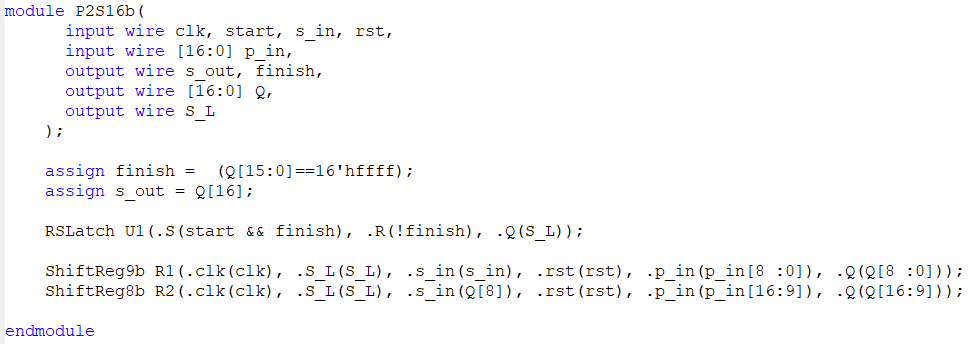 module P2S16b(
input wire clk, start, s_in, rst,
input wire [16:0] p_in,
output wire s_out, finish,
output wire [16:0] Q,
output wire S_L
);
assign finish =  (Q[15:0]==16'hffff);
assign s_out = Q[16];
RSLatch U1(.S(start && finish), .R(!finish), .Q(S_L));
ShiftReg9b R1(.clk(clk), .S_L(S_L), .s_in(s_in), .rst(rst), .p_in(p_in[8 :0]), .Q(Q[8 :0]));
ShiftReg8b R2(.clk(clk), .S_L(S_L), .s_in(Q[8]), .rst(rst), .p_in(p_in[16:9]), .Q(Q[16:9]));
endmodule